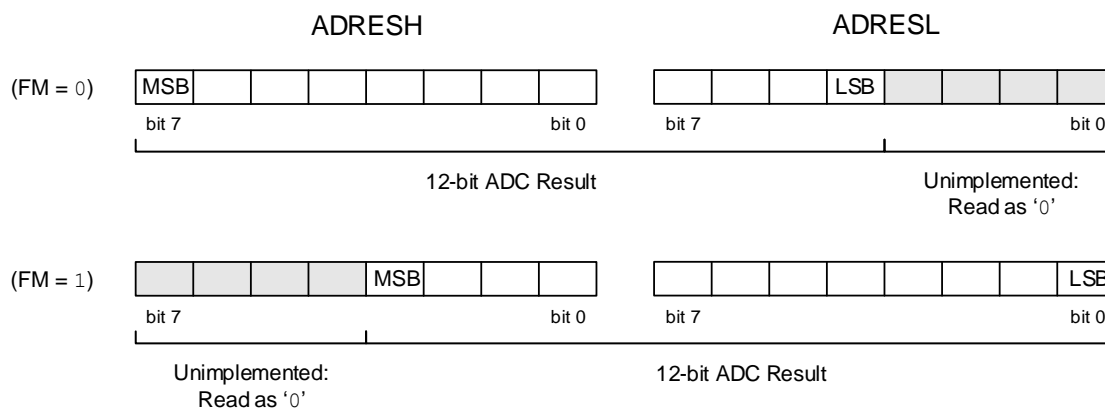 ADRESH ADRESL
(FM = 0) MSB LSB
bit 7 bit 0 bit 7 bit 0
12-bit ADC Result Unimplemented:
Read as ‘0’
(FM = 1) MSB LSB
bit 7 bit 0 bit 7 bit 0
Unimplemented: 12-bit ADC Result
Read as ‘0’